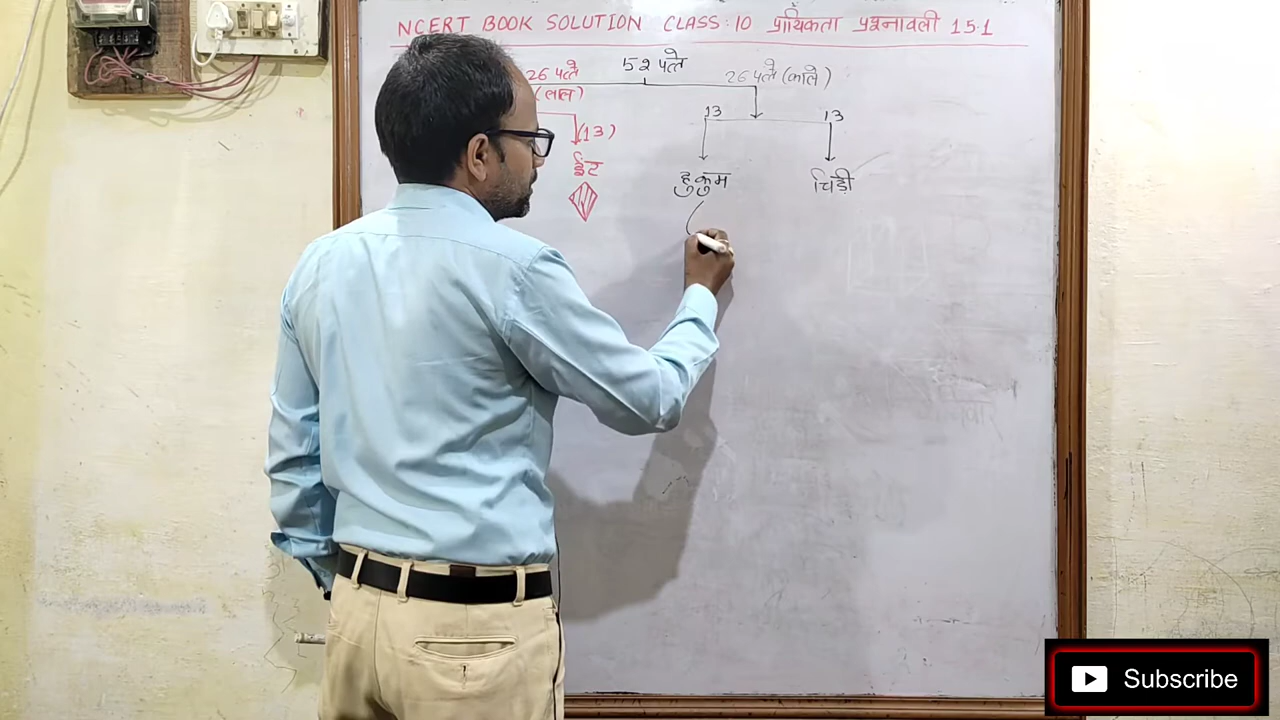 NCERT BOOK SOLUTION CLASS:10 प्रायिकता प्रश्नावली 15.1
52 पत्ते
26 पत्ते
(लाल)
26 पत्ते (काले)
(13)
13
13
ईंट
हुकुम
चिड़ी
Subscribe